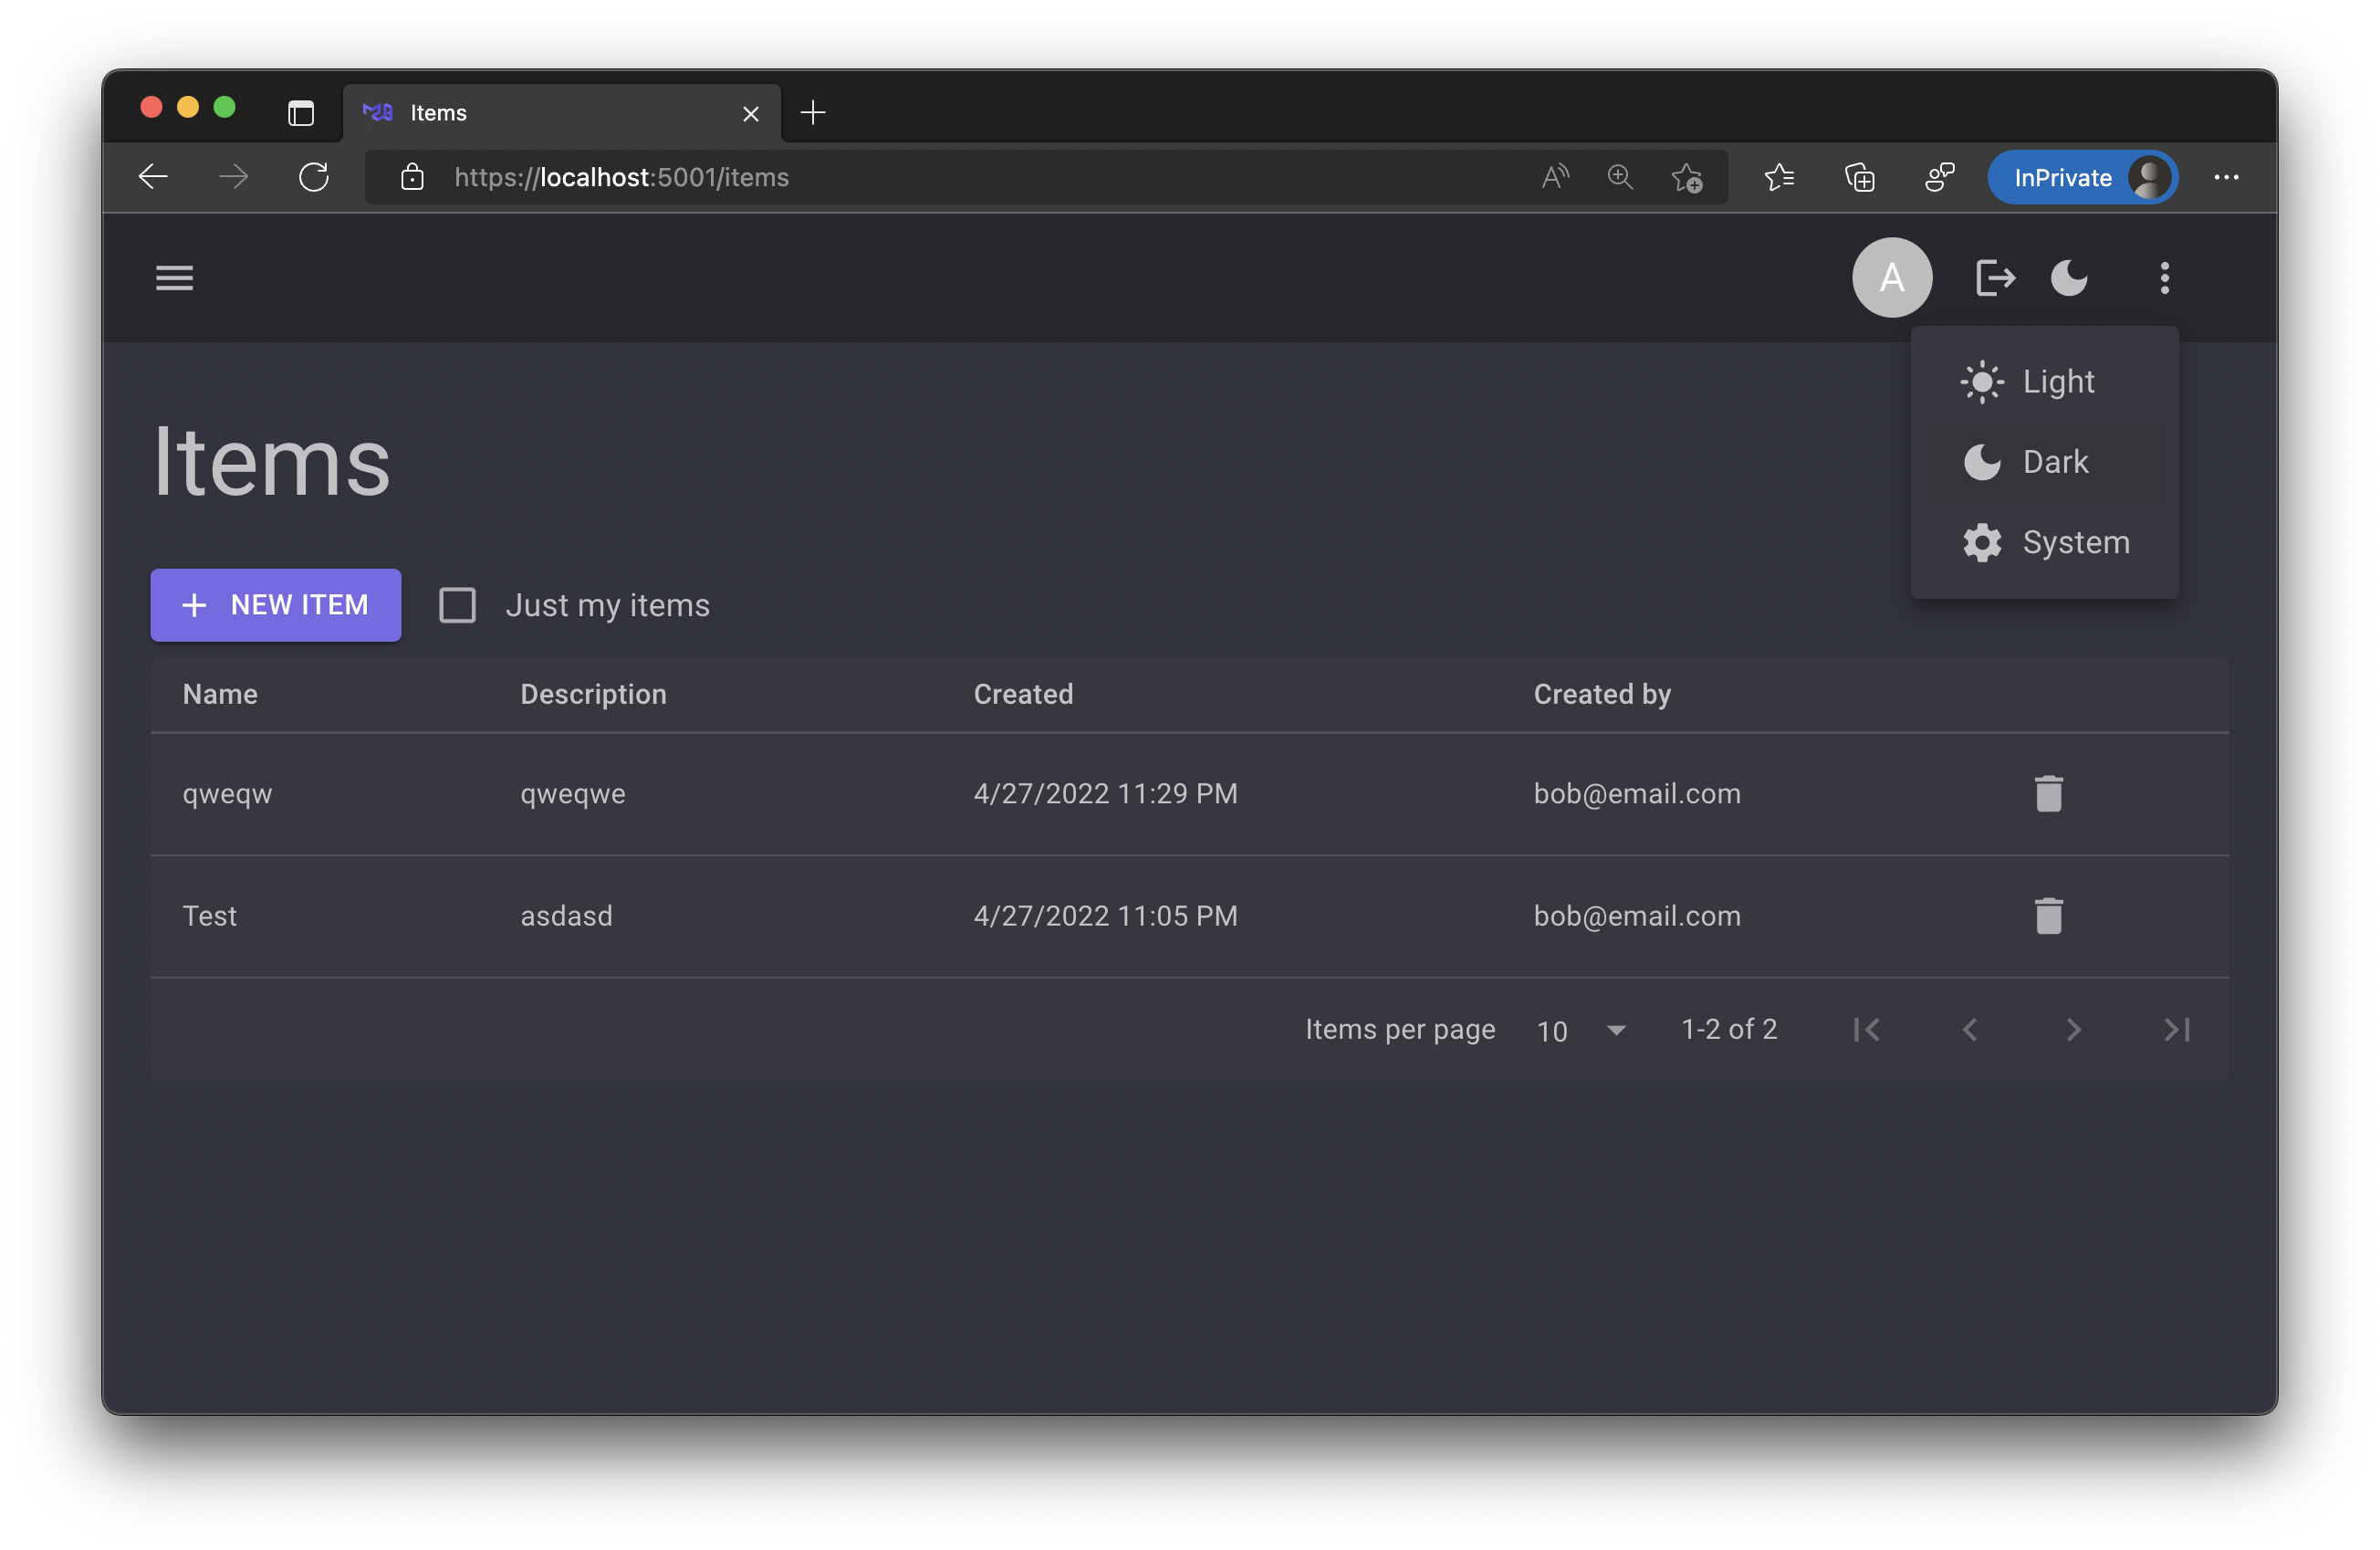 Items
https://localhost:5001/items
InPrivate
A
Light
Dark
System
Items
NEW ITEM
Just my items
Name Description Created Created by
qweqw qweqwe 4/27/2022 11:29 PM bob@email.com
Test asdasd 4/27/2022 11:05 PM bob@email.com
Items per page 10 1-2 of 2